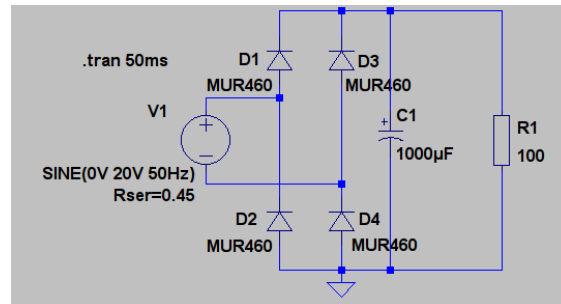 .tran 50ms
D1
D3
MUR460
MUR460
V1
+
C1
R1
1000µF
100
SINE(0V 20V 50Hz)
Rser=0.45
D2
D4
MUR460
MUR460